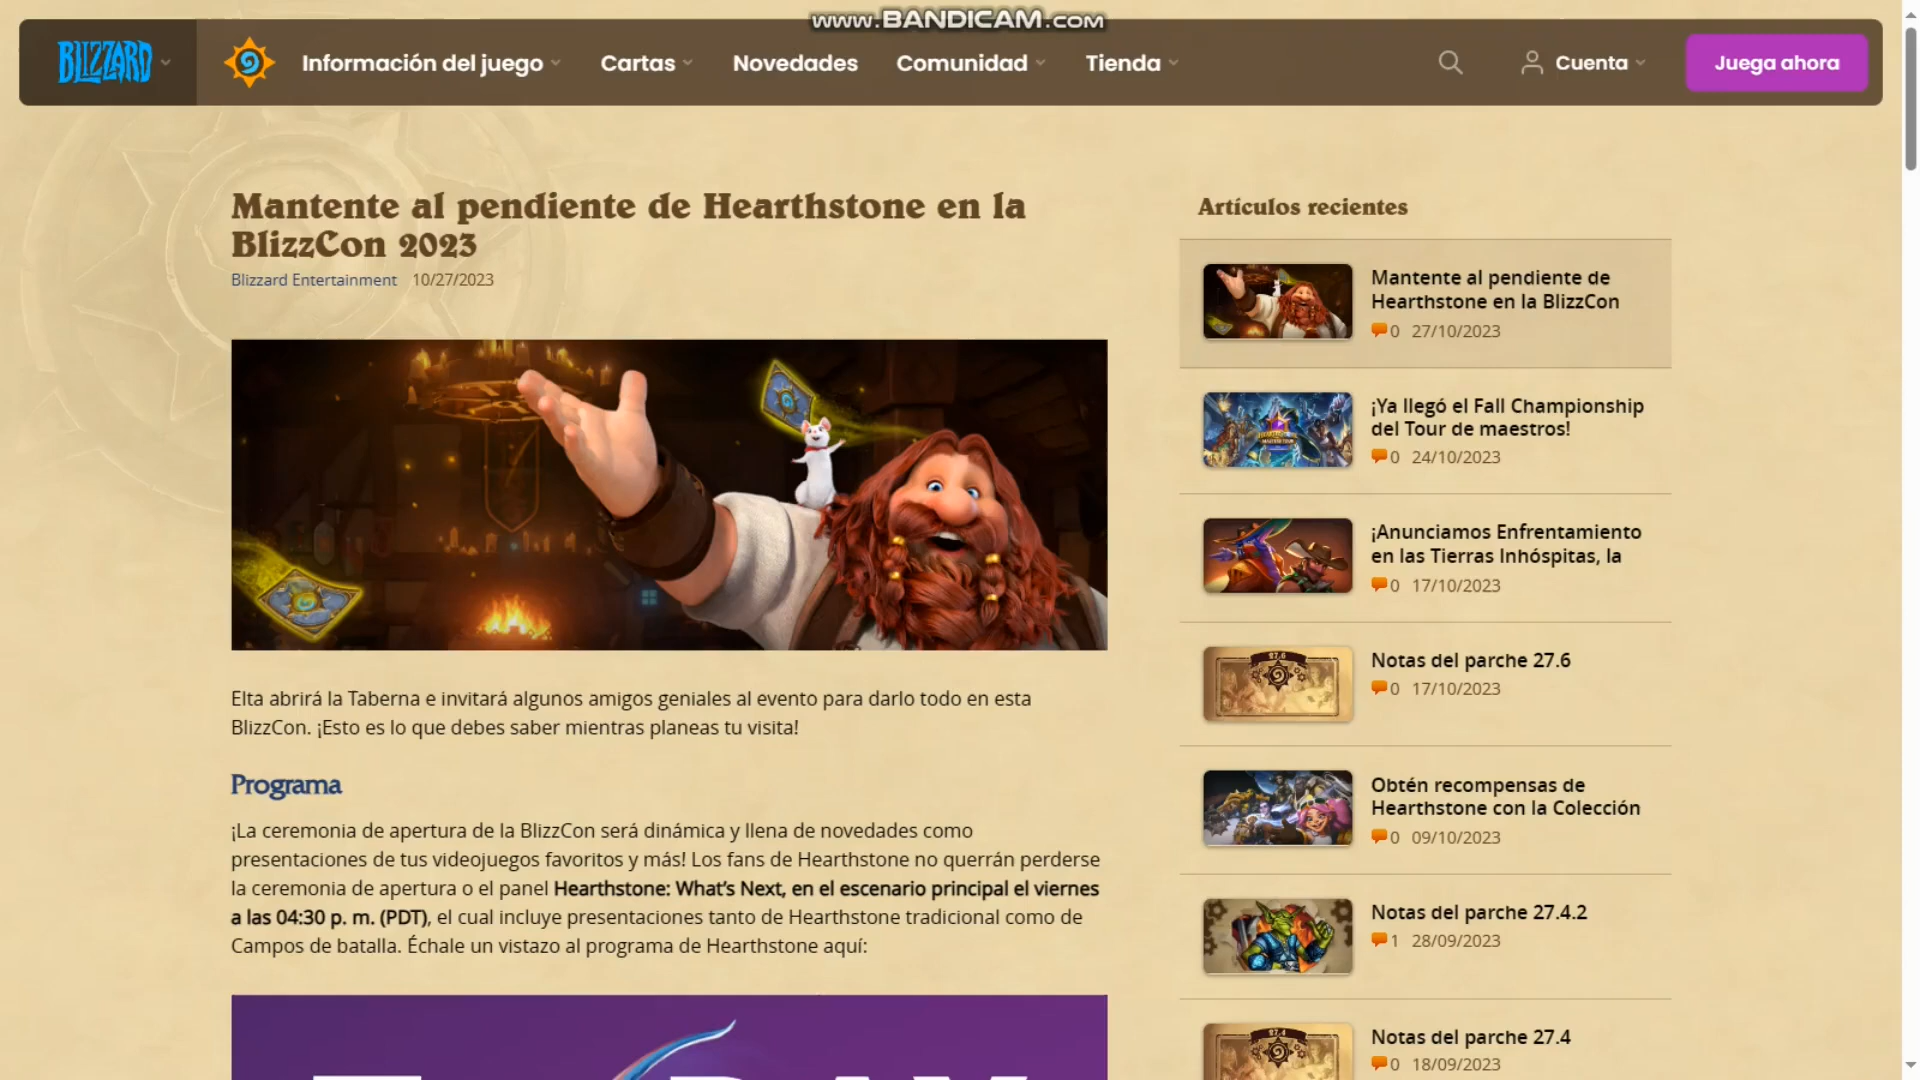 www.BANDICAM.com
BLIZZARD
Información del juego
Cartas
Novedades
Comunidad
Tienda
Cuenta
Juega ahora
Mantente al pendiente de Hearthstone en la
BlizzCon 2023
Blizzard Entertainment 10/27/2023
Elta abrirá la Taberna e invitará algunos amigos geniales al evento para darlo todo en esta
BlizzCon. ¡Esto es lo que debes saber mientras planeas tu visita!
Programa
¡La ceremonia de apertura de la BlizzCon será dinámica y llena de novedades como
presentaciones de tus videojuegos favoritos y más! Los fans de Hearthstone no querrán perderse
la ceremonia de apertura o el panel Hearthstone: What's Next, en el escenario principal el viernes
a las 04:30 p. m. (PDT), el cual incluye presentaciones tanto de Hearthstone tradicional como de
Campos de batalla. Échale un vistazo al programa de Hearthstone aquí:
Artículos recientes
Mantente al pendiente de
Hearthstone en la BlizzCon
0 27/10/2023
¡Ya llegó el Fall Championship
del Tour de maestros!
0 24/10/2023
¡Anunciamos Enfrentamiento
en las Tierras Inhóspitas, la
0 17/10/2023
27.6
Notas del parche 27.6
0 17/10/2023
Obtén recompensas de
Hearthstone con la Colección
0 09/10/2023
Notas del parche 27.4.2
1 28/09/2023
27.4
Notas del parche 27.4
0 18/09/2023